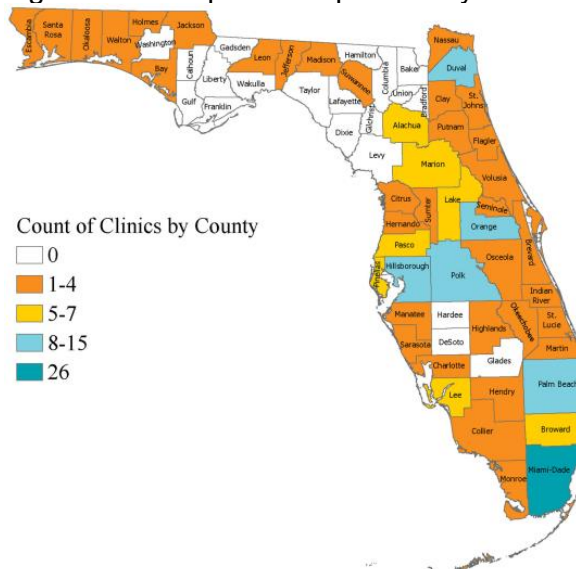 Holmes
Jackson
Santa
Rosa
Escambia
Okaloosa
Walton
Washington
Bay
Calhoun
Gulf
Liberty
Franklin
Gadsden
Leon
Wakulla
Jefferson
Madison
Taylor
Hamilton
Suwannee
Lafayette
Dixie
Columbia
Gilchrist
Levy
Baker
Union
Bradford
Nassau
Duval
Clay
St.
Johns
Alachua
Putnam
Flagler
Marion
Volusia
Citrus
Sumter
Lake
Seminole
Hernando
Orange
Brevard
Pasco
Osceola
Pinellas
Hillsborough
Polk
Indian
River
Manatee
Hardee
Highlands
Okeechobee
St.
Lucie
Sarasota
DeSoto
Martin
Charlotte
Glades
Palm Beach
Lee
Hendry
Collier
Broward
Monroe
Miami-Dade
Count of Clinics by County
0
1-4
5-7
8-15
26